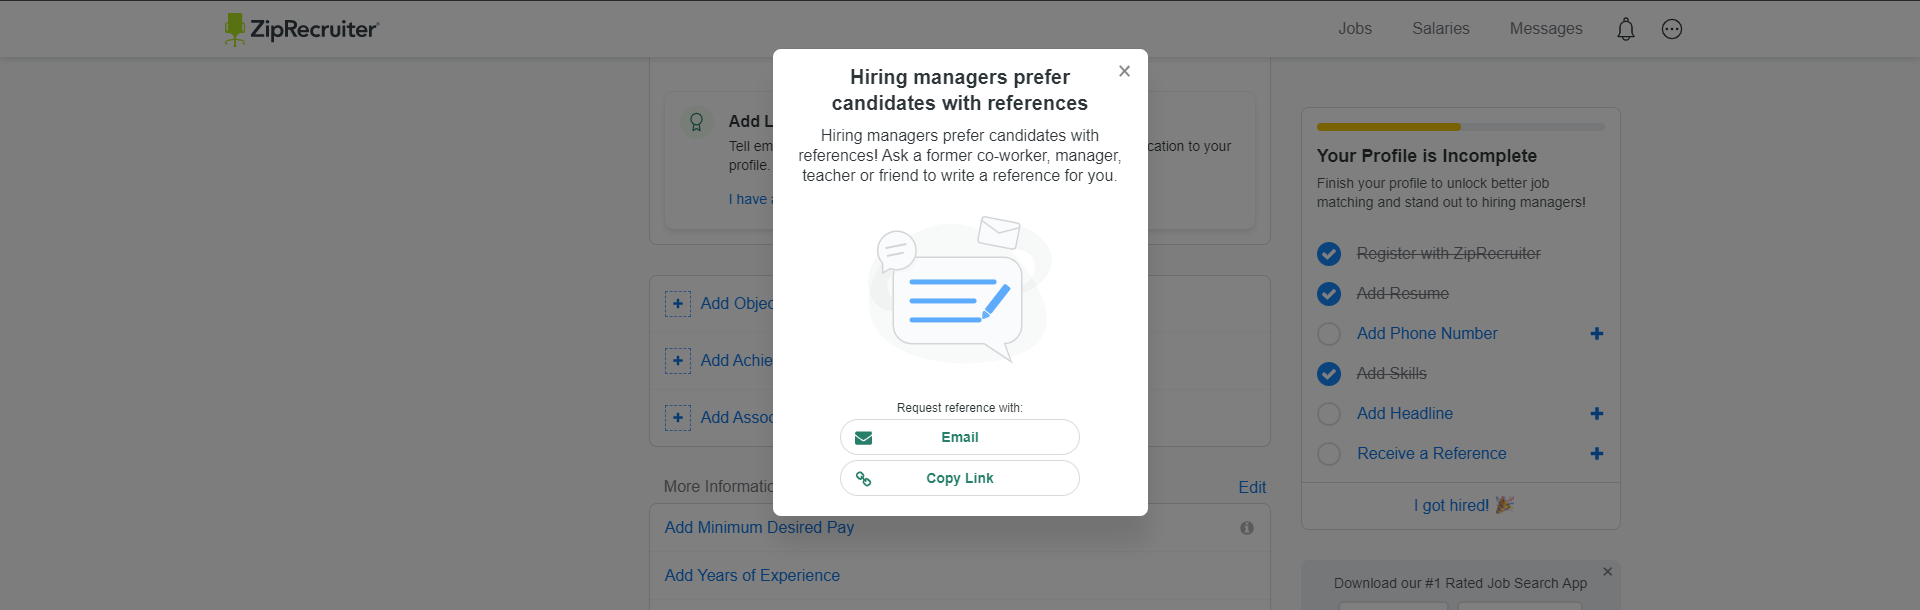 ZipRecruiter
Jobs
Salaries
Messages
Hiring managers prefer
candidates with references
Hiring managers prefer candidates with
references! Ask a former co-worker, manager,
teacher or friend to write a reference for you.
Request reference with:
Email
Copy Link
Add L
Tell em
cation to your
profile.
I have
Add Objec
Add Achie
Add Assoc
More Informatio
Edit
Add Minimum Desired Pay
Add Years of Experience
Your Profile is Incomplete
Finish your profile to unlock better job
matching and stand out to hiring managers!
Register with ZipRecruiter
Add Resume
Add Phone Number
Add Skills
Add Headline
Receive a Reference
I got hired! 🎉
Download our #1 Rated Job Search App